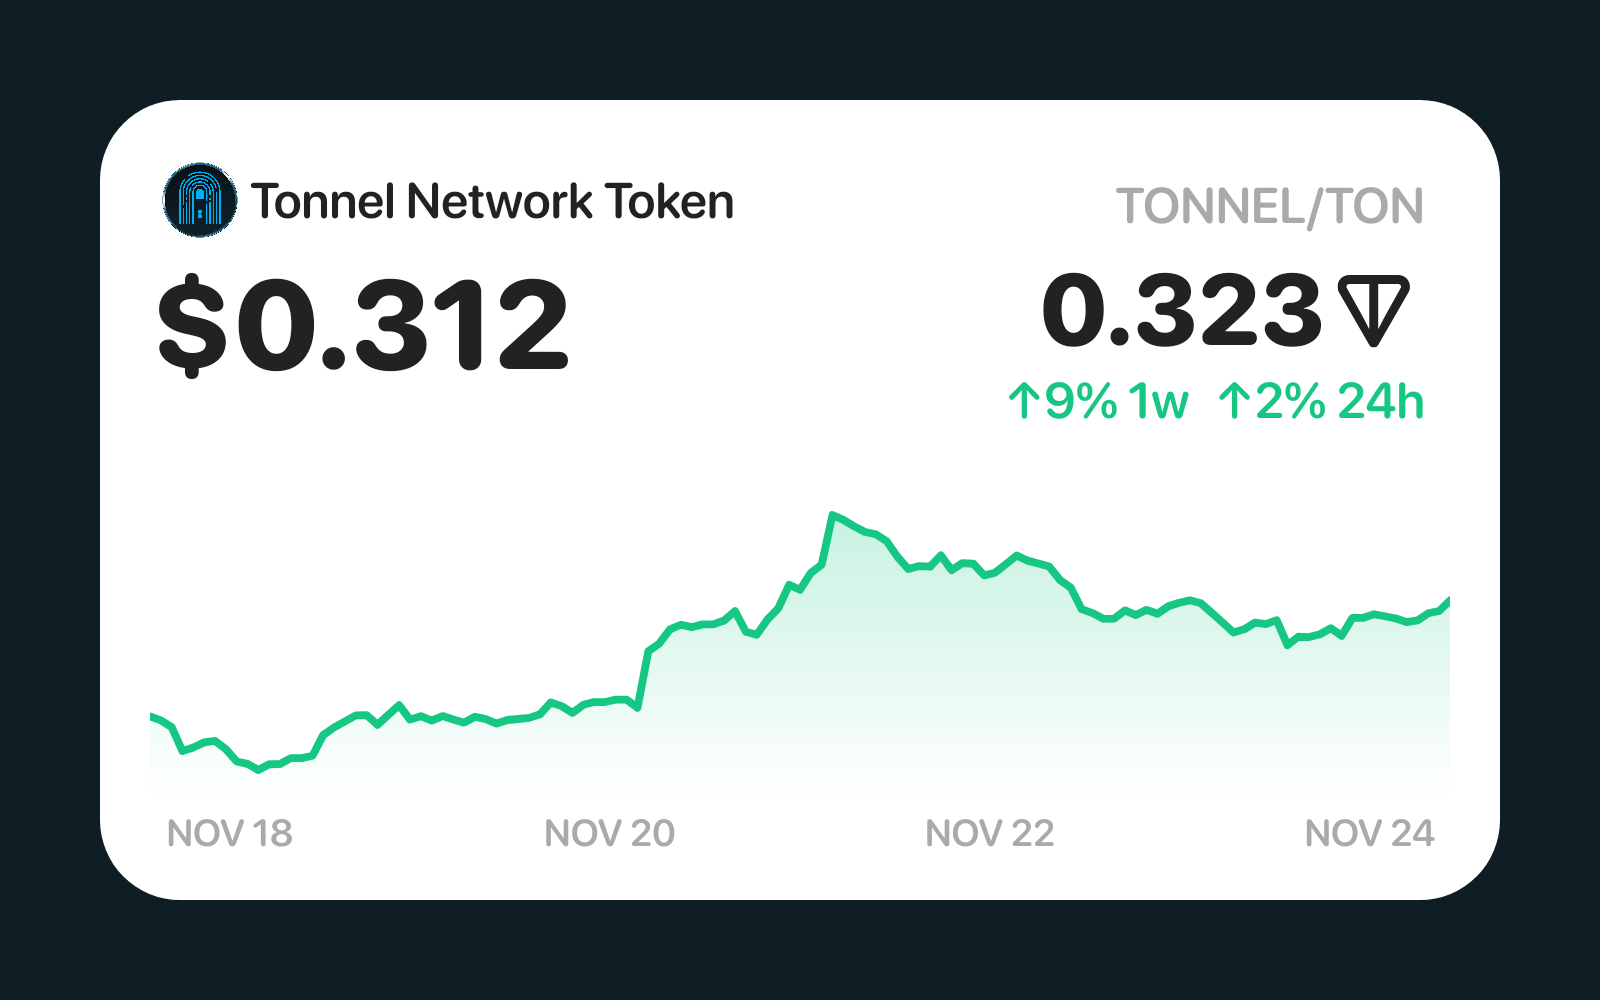 Tonnel Network Token
TONNEL/TON
$0.312
0.323
↑9% 1w ↑2% 24h
NOV 18
NOV 20
NOV 22
NOV 24